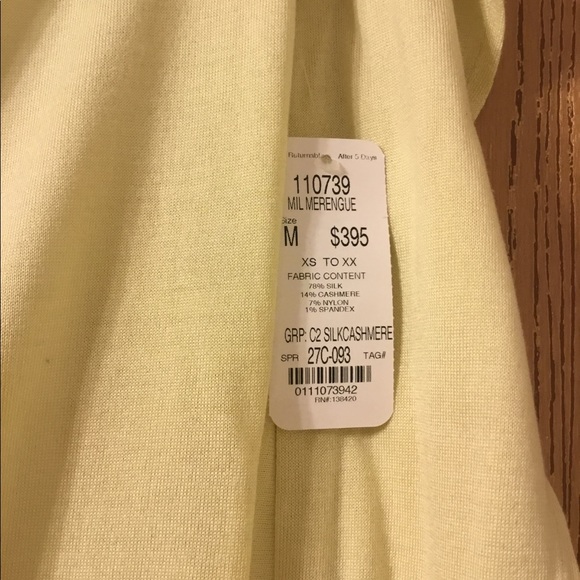 Returnable After 5 Days
110739
MIL MERENGUE
Size
M $395
XS TO XX
FABRIC CONTENT
78% SILK
14% CASHMERE
7% NYLON
1% SPANDEX
GRP: C2 SILKCASHMERE
SPR 27C-093 TAG#
0111073942
RN#:138420